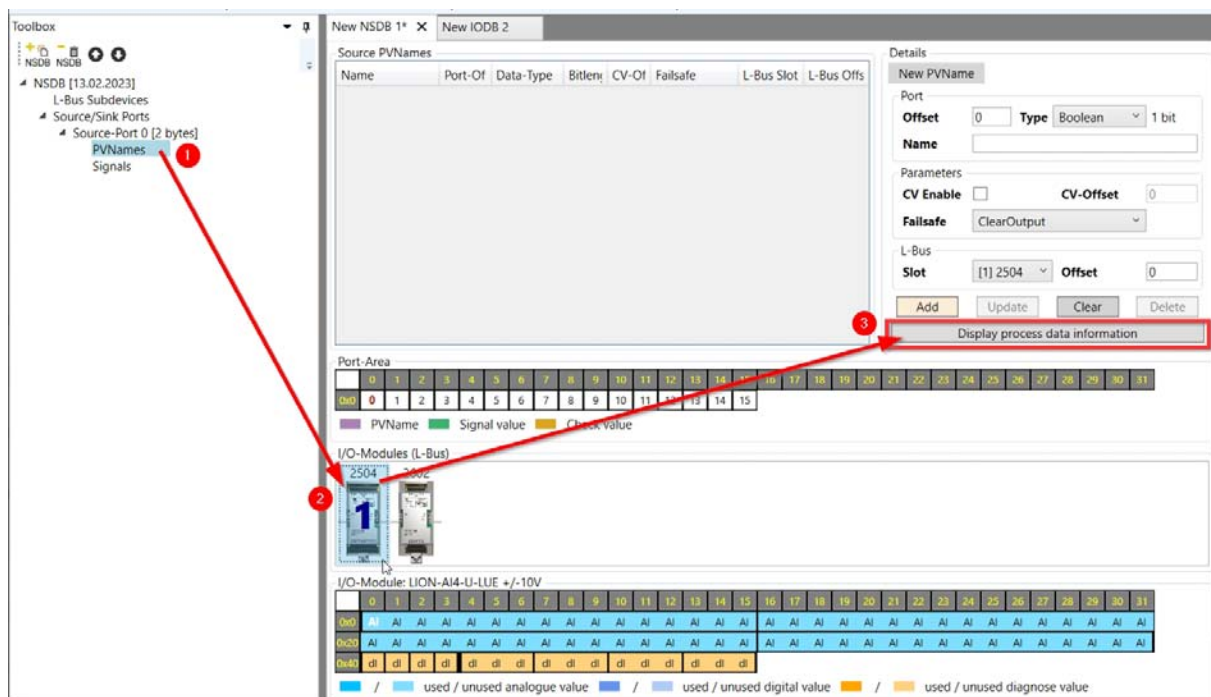 Toolbox
NSDB NSDB
NSDB [13.02.2023]
L-Bus Subdevices
Source/Sink Ports
Source-Port 0 [2 bytes]
PVNames
Signals
1
New NSDB 1* X New IODB 2
Source PVNames
Name Port-Of Data-Type Bitleng CV-Of Failsafe L-Bus Slot L-Bus Offs
Details
New PVName
Port
Offset 0 Type Boolean 1 bit
Name
Parameters
CV Enable CV-Offset 0
Failsafe ClearOutput
L-Bus
Slot [1] 2504 Offset 0
Add Update Clear Delete
3
Display process data information
Port-Area
0 1 2 3 4 5 6 7 8 9 10 11 12 13 14 15 16 17 18 19 20 21 22 23 24 25 26 27 28 29 30 31
0x0 0 1 2 3 4 5 6 7 8 9 10 11 12 13 14 15
PVName Signal value Check value
I/O-Modules (L-Bus)
2504
2
1
I/O-Module: LION-AI4-U-LUE +/-10V
0 1 2 3 4 5 6 7 8 9 10 11 12 13 14 15 16 17 18 19 20 21 22 23 24 25 26 27 28 29 30 31
0x0 AI AI AI AI AI AI AI AI AI AI AI AI AI AI AI AI AI AI AI AI AI AI AI AI AI AI AI AI AI AI AI AI
0x20 AI AI AI AI AI AI AI AI AI AI AI AI AI AI AI AI AI AI AI AI AI AI AI AI AI AI AI AI AI AI AI AI
0x40 dI dI dI dI dI dI dI dI dI dI dI dI dI dI dI dI
/ used / unused analogue value / used / unused digital value / used / unused diagnose value